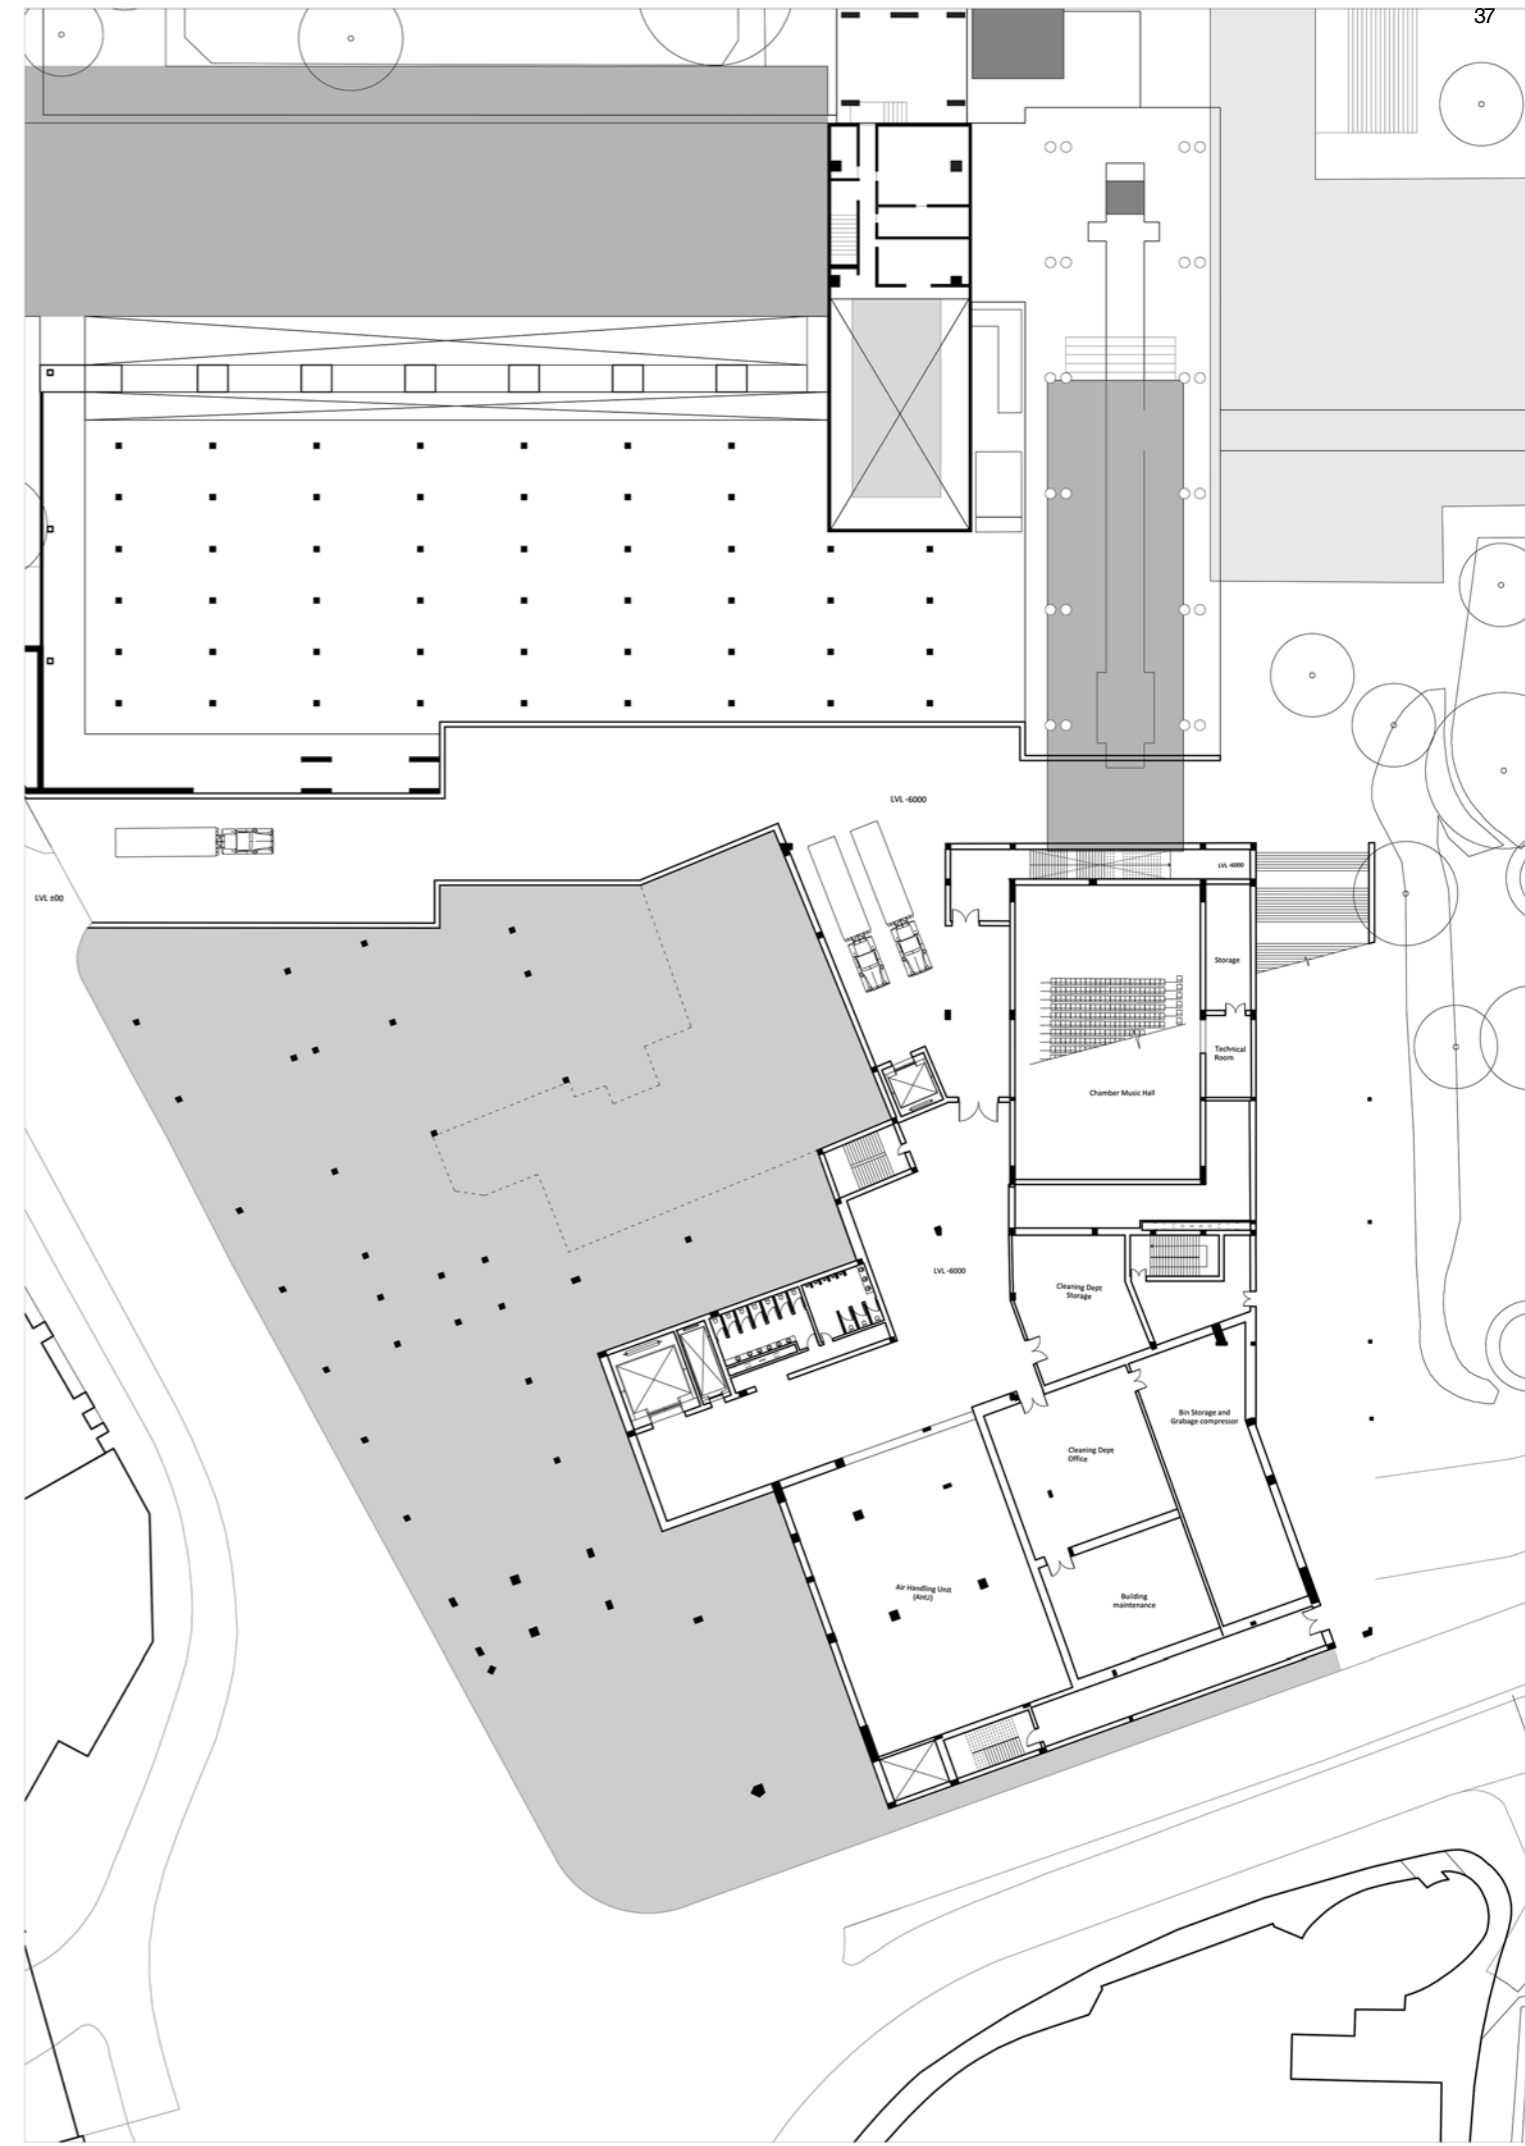 37
LVL -6000
LVL -6000
LVL ±00
Storage
Technical
Room
Chamber Music Hall
LVL -6000
Cleaning Dept
Storage
Bin Storage and
Grabage compressor
Cleaning Dept
Office
Air Handling Unit
(AHU)
Building
maintenance